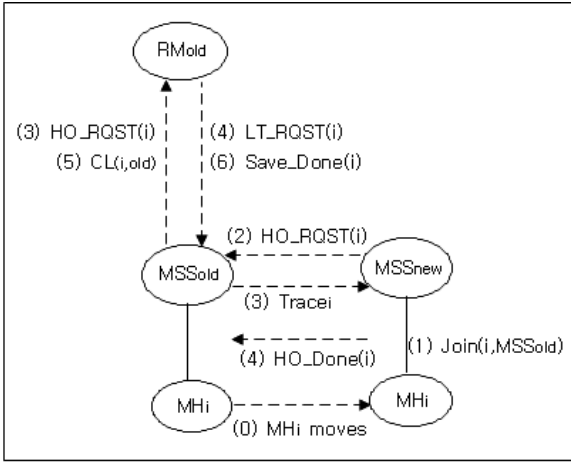 RMold
(3) HO_RQST(i) (4) LT_RQST(i)
(5) CL(i,old) (6) Save_Done(i)
(2) HO_RQST(i)
MSSold MSSnew
(3) Tracei
(1) Join(i,MSSold)
(4) HO_Done(i)
MHi MHi
(0) MHi moves